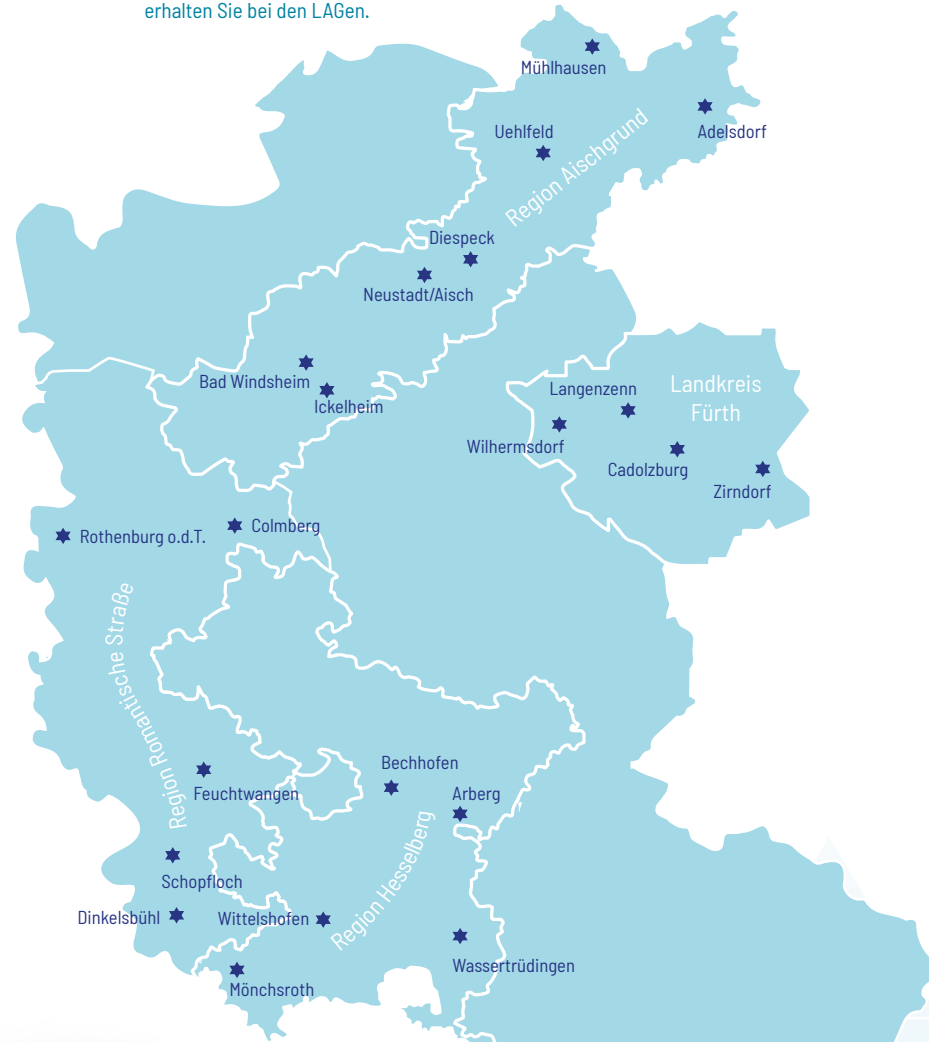 erhalten Sie bei den LAGen.
Mühlhausen
Adelsdorf
Uehlfeld
Region Aischgrund
Diespeck
Neustadt/Aisch
Bad Windsheim
Ickelheim
Langenzenn
Landkreis
Fürth
Wilhermsdorf
Cadolzburg
Zirndorf
Rothenburg o.d.T.
Colmberg
Region Romantische Straße
Feuchtwangen
Bechhofen
Arberg
Region Hesselberg
Schopfloch
Dinkelsbühl
Wittelshofen
Wassertrüdingen
Mönchsroth